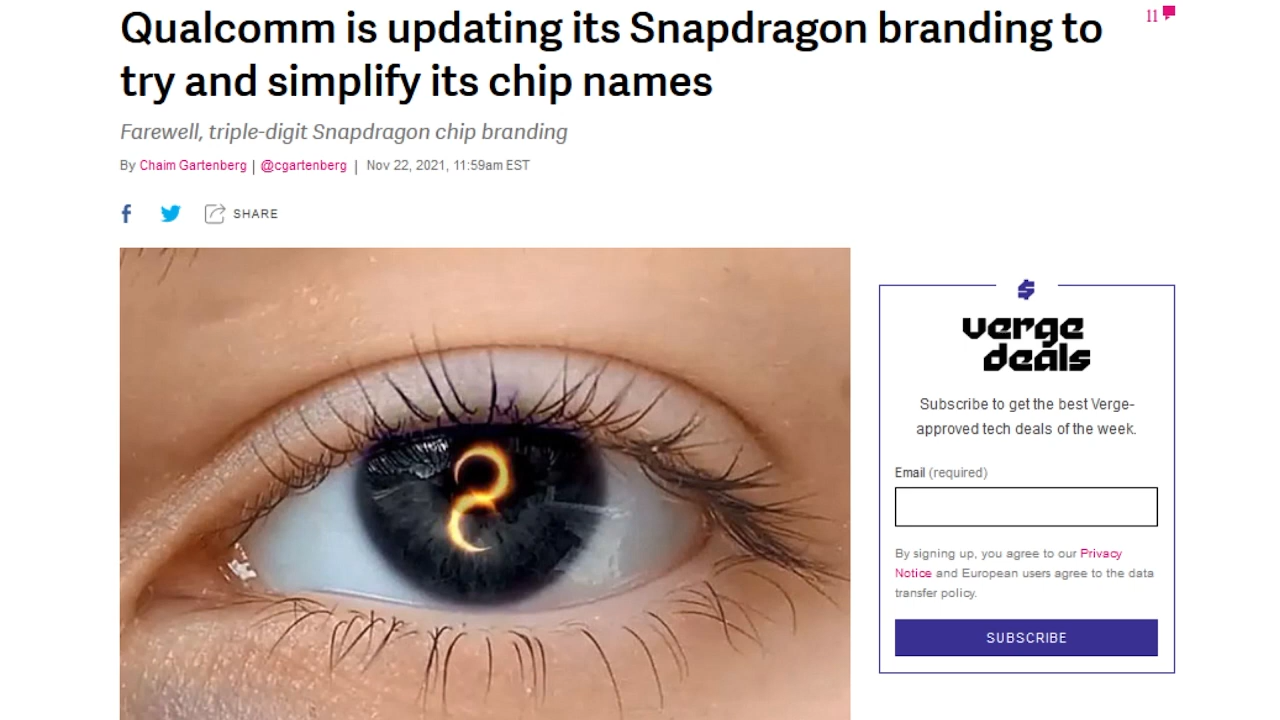 Qualcomm is updating its Snapdragon branding to
try and simplify its chip names
11
Farewell, triple-digit Snapdragon chip branding
By Chaim Gartenberg | @cgartenberg | Nov 22, 2021, 11:59am EST
SHARE
$
verge
deals
Subscribe to get the best Verge-
approved tech deals of the week.
Email (required)
By signing up, you agree to our Privacy
Notice and European users agree to the data
transfer policy.
SUBSCRIBE